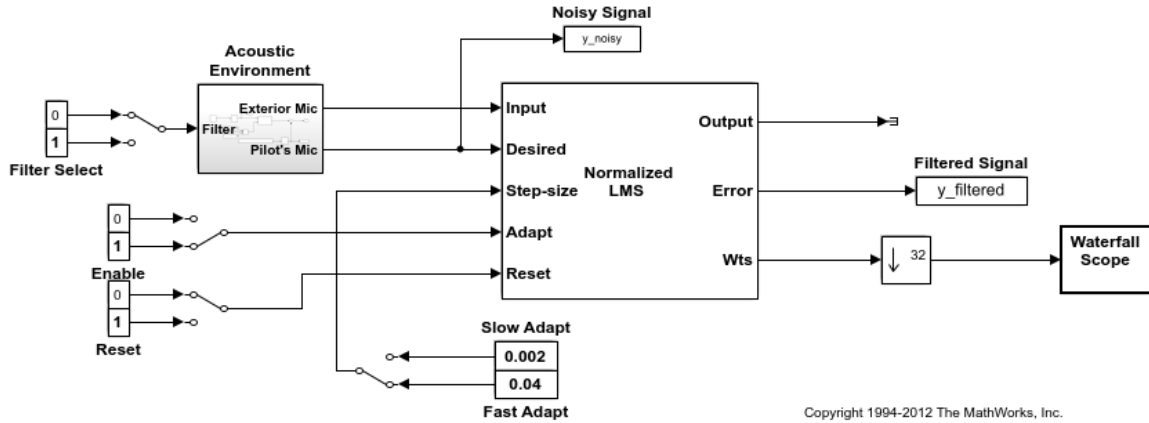 Noisy Signal
y_noisy
Acoustic
Environment
Exterior Mic
Filter
Pilot's Mic
0
1
Filter Select
Input
Desired
Step-size
Adapt
Reset
Normalized
LMS
Output
Error
Wts
Filtered Signal
y_filtered
32
Waterfall
Scope
0
1
Enable
0
1
Reset
Slow Adapt
0.002
0.04
Fast Adapt
Copyright 1994-2012 The MathWorks, Inc.